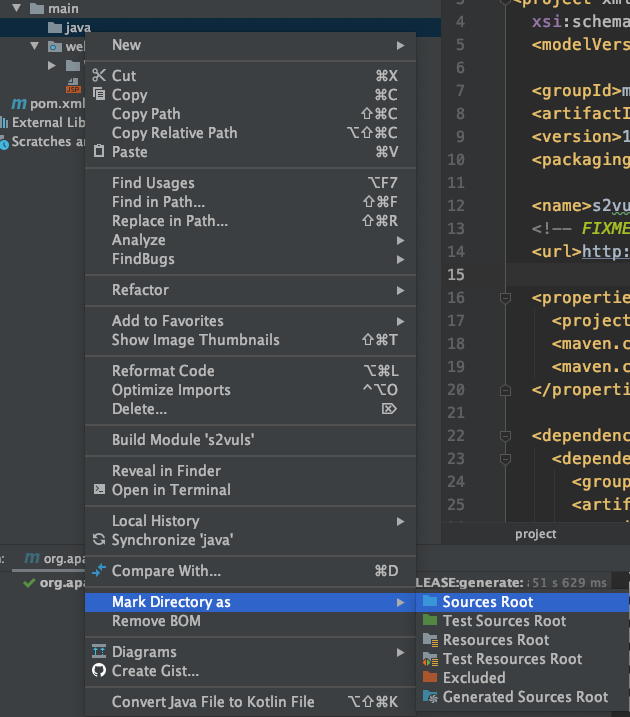 main
java
web
pom.xml
External Lib
Scratches a
New
Cut ⌘X
Copy ⌘C
Copy Path ⇧⌘C
Copy Relative Path ⌥⇧⌘C
Paste ⌘V
Find Usages ⌥F7
Find in Path... ⇧⌘F
Replace in Path... ⇧⌘R
Analyze
FindBugs
Refactor
Add to Favorites
Show Image Thumbnails ⇧⌘T
Reformat Code ⌥⌘L
Optimize Imports ^⌥O
Delete... ⌦
Build Module 's2vuls'
Reveal in Finder
Open in Terminal
Local History
Synchronize 'java'
Compare With... ⌘D
Mark Directory as
Remove BOM
Diagrams
Create Gist...
Convert Java File to Kotlin File ⌥⇧⌘K
Sources Root
Test Sources Root
Resources Root
Test Resources Root
Excluded
Generated Sources Root
4 xsi:schema
5 <modelVers
6
7 <groupId>m
8 <artifactI
9 <version>1
10 <packaging
11
12 <name>s2vu
13 <!-- FIXME
14 <url>http:
15
16 <propertie
17 <project
18 <maven.c
19 <maven.c
20 </properti
21
22 <dependenc
23 <depende
24 <group
25 <artif
project
m org.apa
org.apa
LEASE:generate: 51 s 629 ms